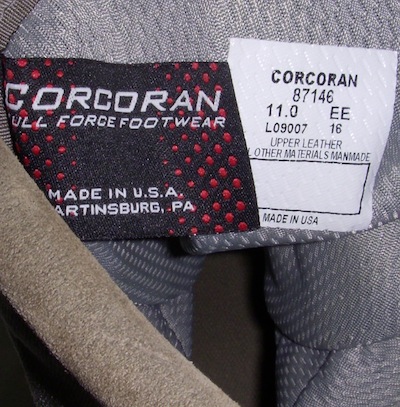 CORCORAN
ULL FORCE FOOTWEAR
MADE IN U.S.A.
ARTINSBURG, PA
CORCORAN
87146
11.0 EE
L09007 16
UPPER LEATHER
LL OTHER MATERIALS MANMADE
MADE IN USA